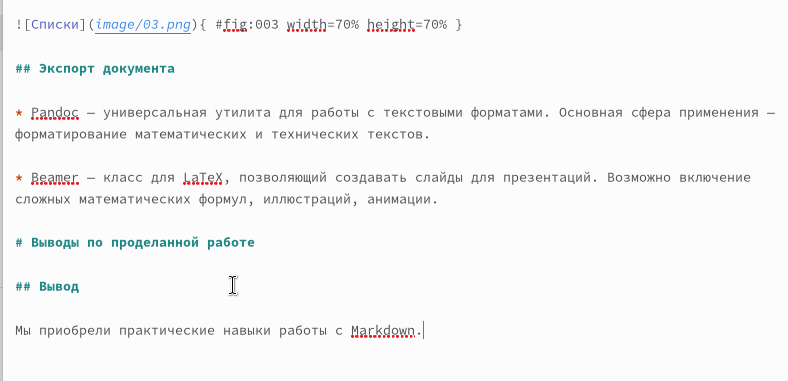 ![Списки](image/03.png){ #fig:003 width=70% height=70% }
## Экспорт документа
* Pandoc — универсальная утилита для работы с текстовыми форматами. Основная сфера применения —
форматирование математических и технических текстов.
* Beamer — класс для LaTeX, позволяющий создавать слайды для презентаций. Возможно включение
сложных математических формул, иллюстраций, анимации.
# Выводы по проделанной работе
## Вывод
Мы приобрели практические навыки работы с Markdown.